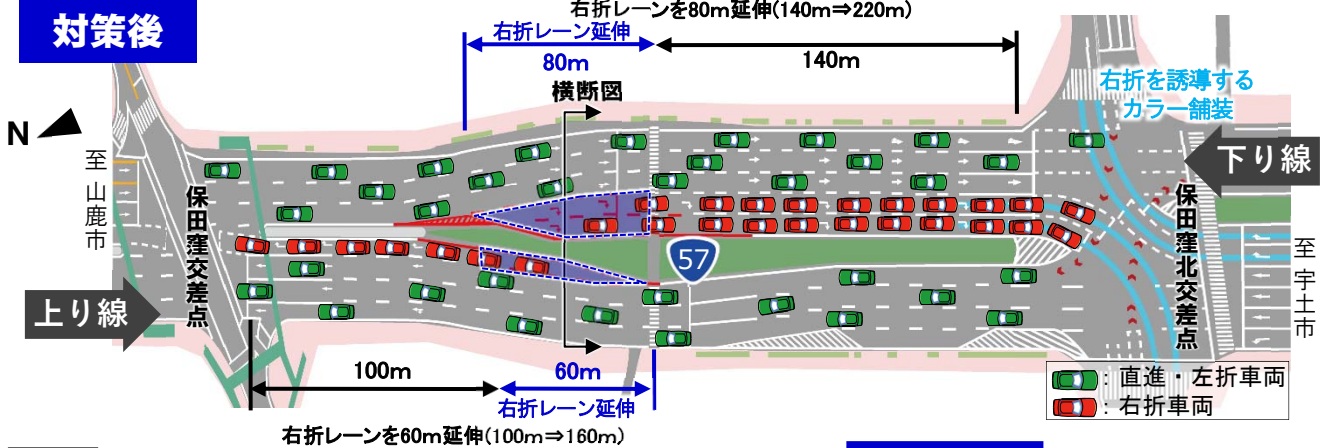 対策後
右折レーンを80m延伸(140m⇒220m)
右折レーン延伸
80m
140m
横断図
右折を誘導する
カラー舗装
N
至 山鹿市
保田窪交差点
下り線
保田窪北交差点
57
至 宇土市
上り線
100m
60m
右折レーン延伸
右折レーンを60m延伸(100m⇒160m)
:直進・左折車両
:右折車両